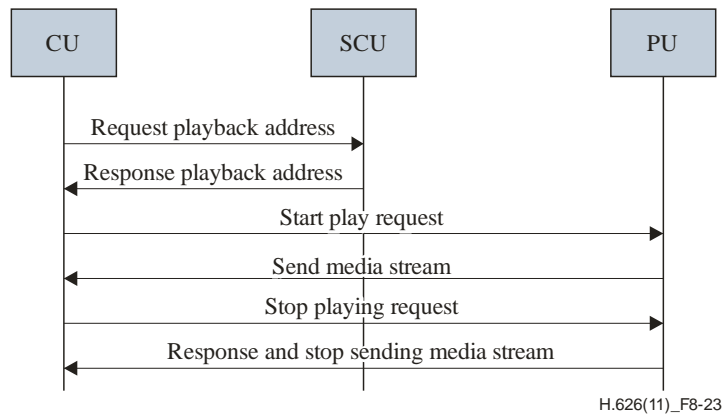 CU
SCU
PU
Request playback address
Response playback address
Start play request
Send media stream
Stop playing request
Response and stop sending media stream
H.626(11)_F8-23